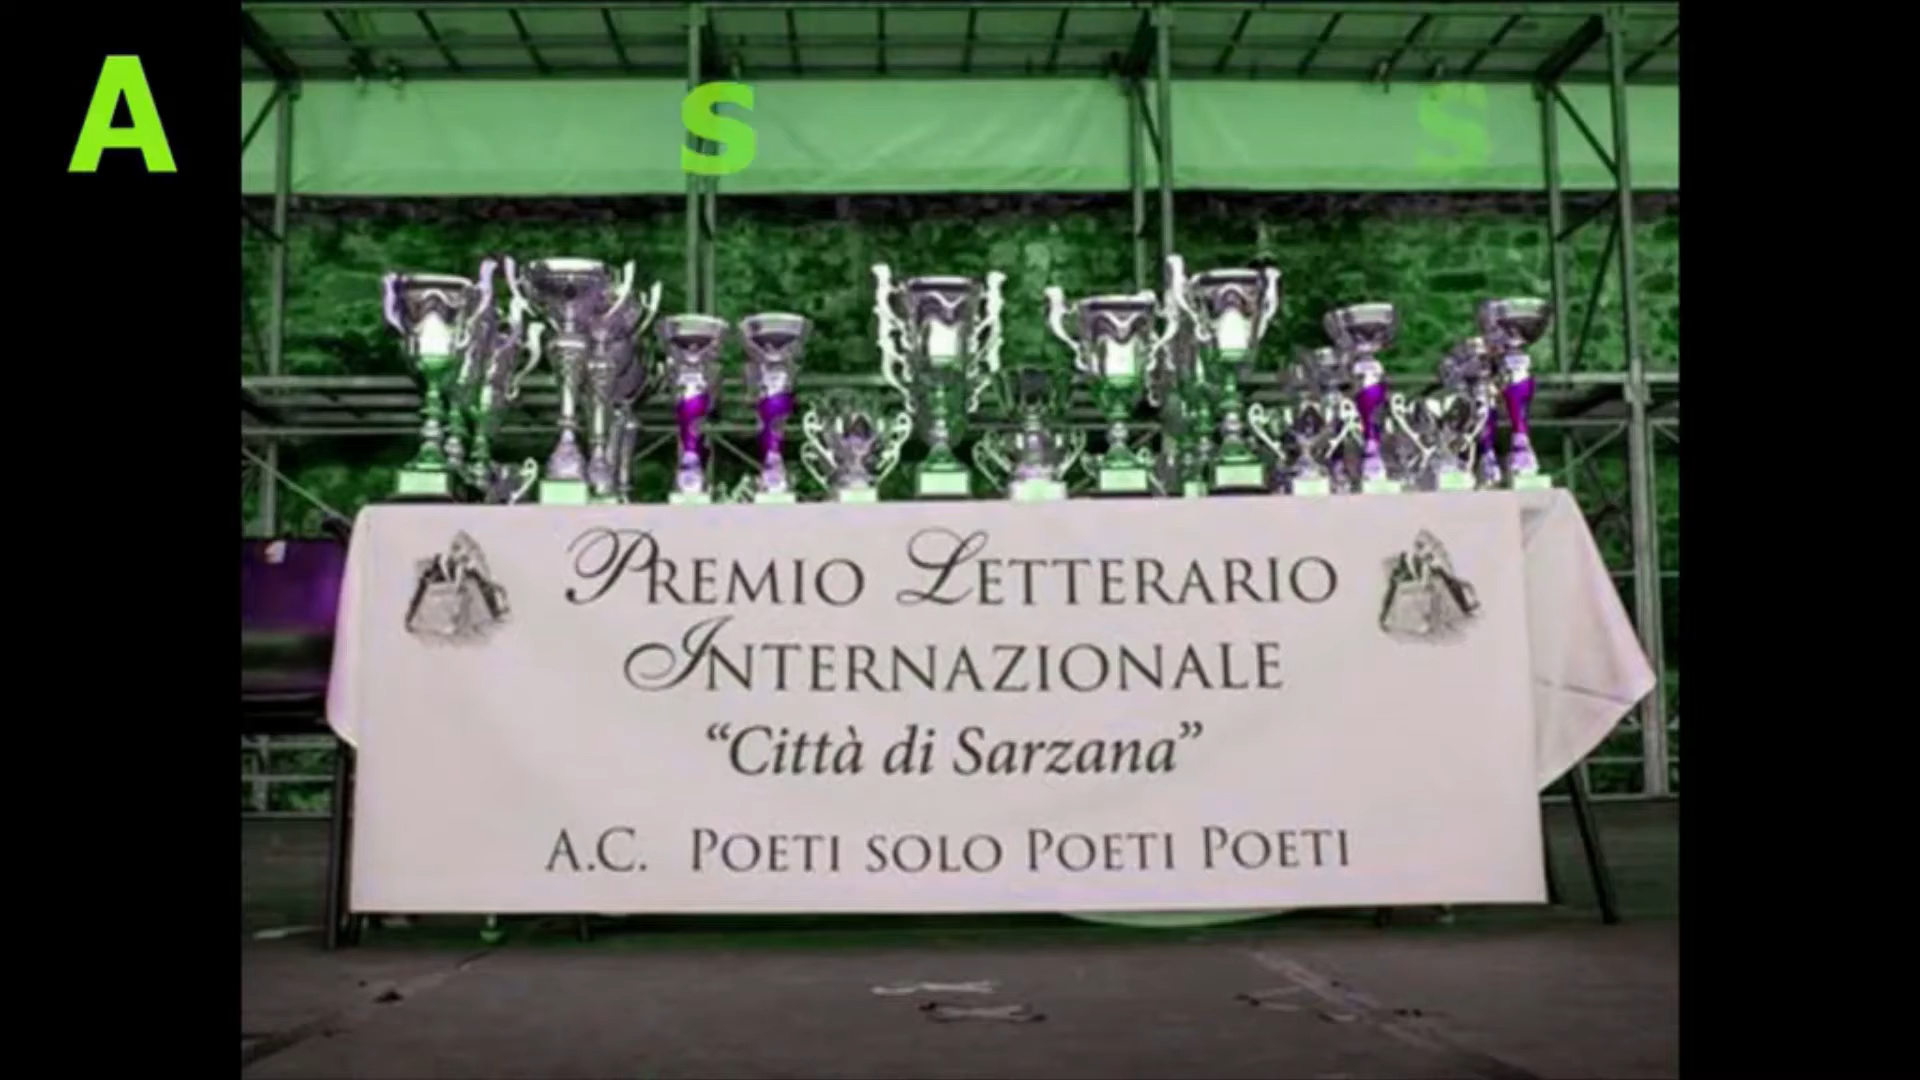 A S S
PREMIO LETTERARIO
INTERNAZIONALE
“Città di Sarzana”
A.C. POETI SOLO POETI POETI